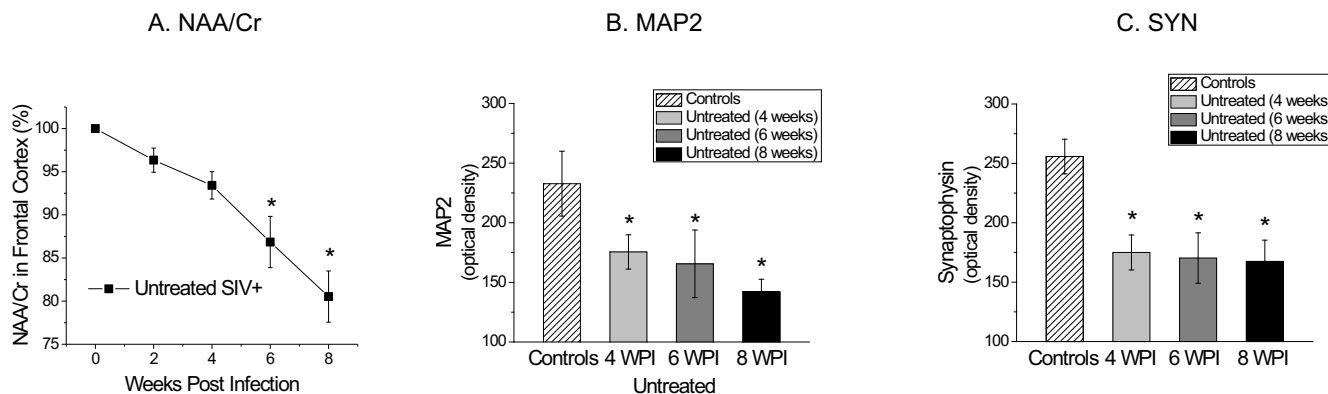 A. NAA/Cr
B. MAP2
C. SYN
NAA/Cr in Frontal Cortex (%)
100
95
90
85
80
75
*
*
Untreated SIV+
0 2 4 6 8
Weeks Post Infection
MAP2
(optical density)
300
250
200
150
100
Controls
Untreated (4 weeks)
Untreated (6 weeks)
Untreated (8 weeks)
* * *
Controls 4 WPI 6 WPI 8 WPI
Untreated
Synaptophysin
(optical density)
300
250
200
150
100
Controls
Untreated (4 weeks
Untreated (6 weeks
Untreated (8 weeks
* * *
Controls 4 WPI 6 WPI 8 WPI